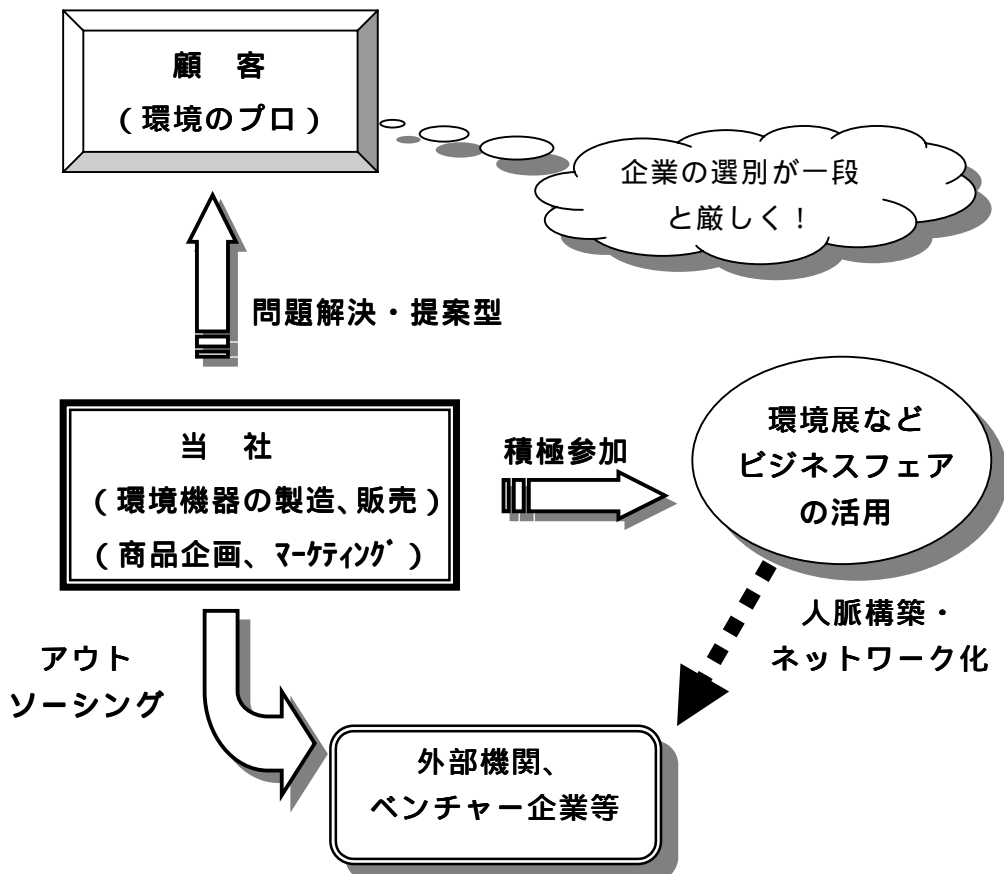 顧　客
（環境のプロ）
企業の選別が一段
と厳しく！
問題解決・提案型
当　社
（環境機器の製造、販売）
（商品企画、ﾏｰｹﾃｨﾝｸﾞ）
積極参加
環境展など
ビジネスフェア
の活用
人脈構築・
ネットワーク化
アウト
ソーシング
外部機関、
ベンチャー企業等